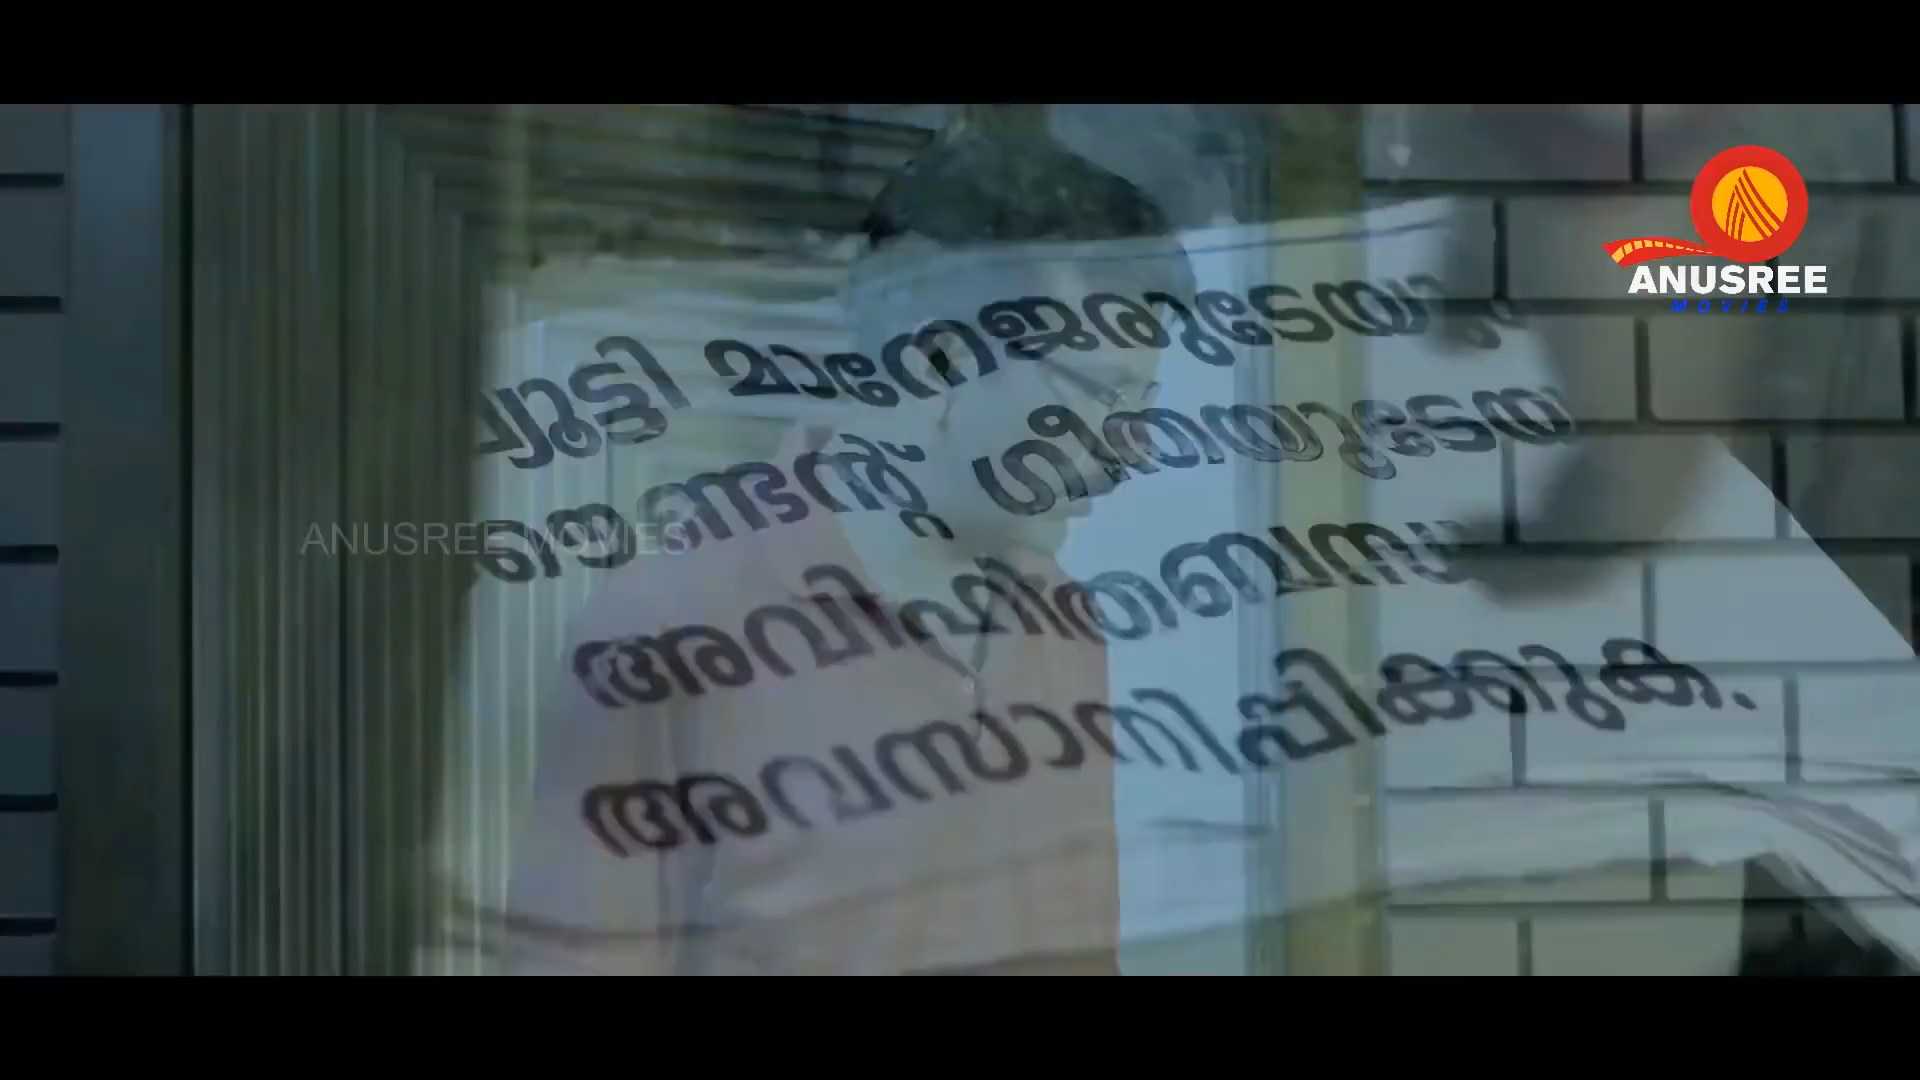 ANUSREE
MOVIES
മാനേജരുടേയും
ഗീതയുടേയ
ANUSREE MOVIES
അവിഹിതബന്ധ
അവസാനിപ്പിക്കുക.